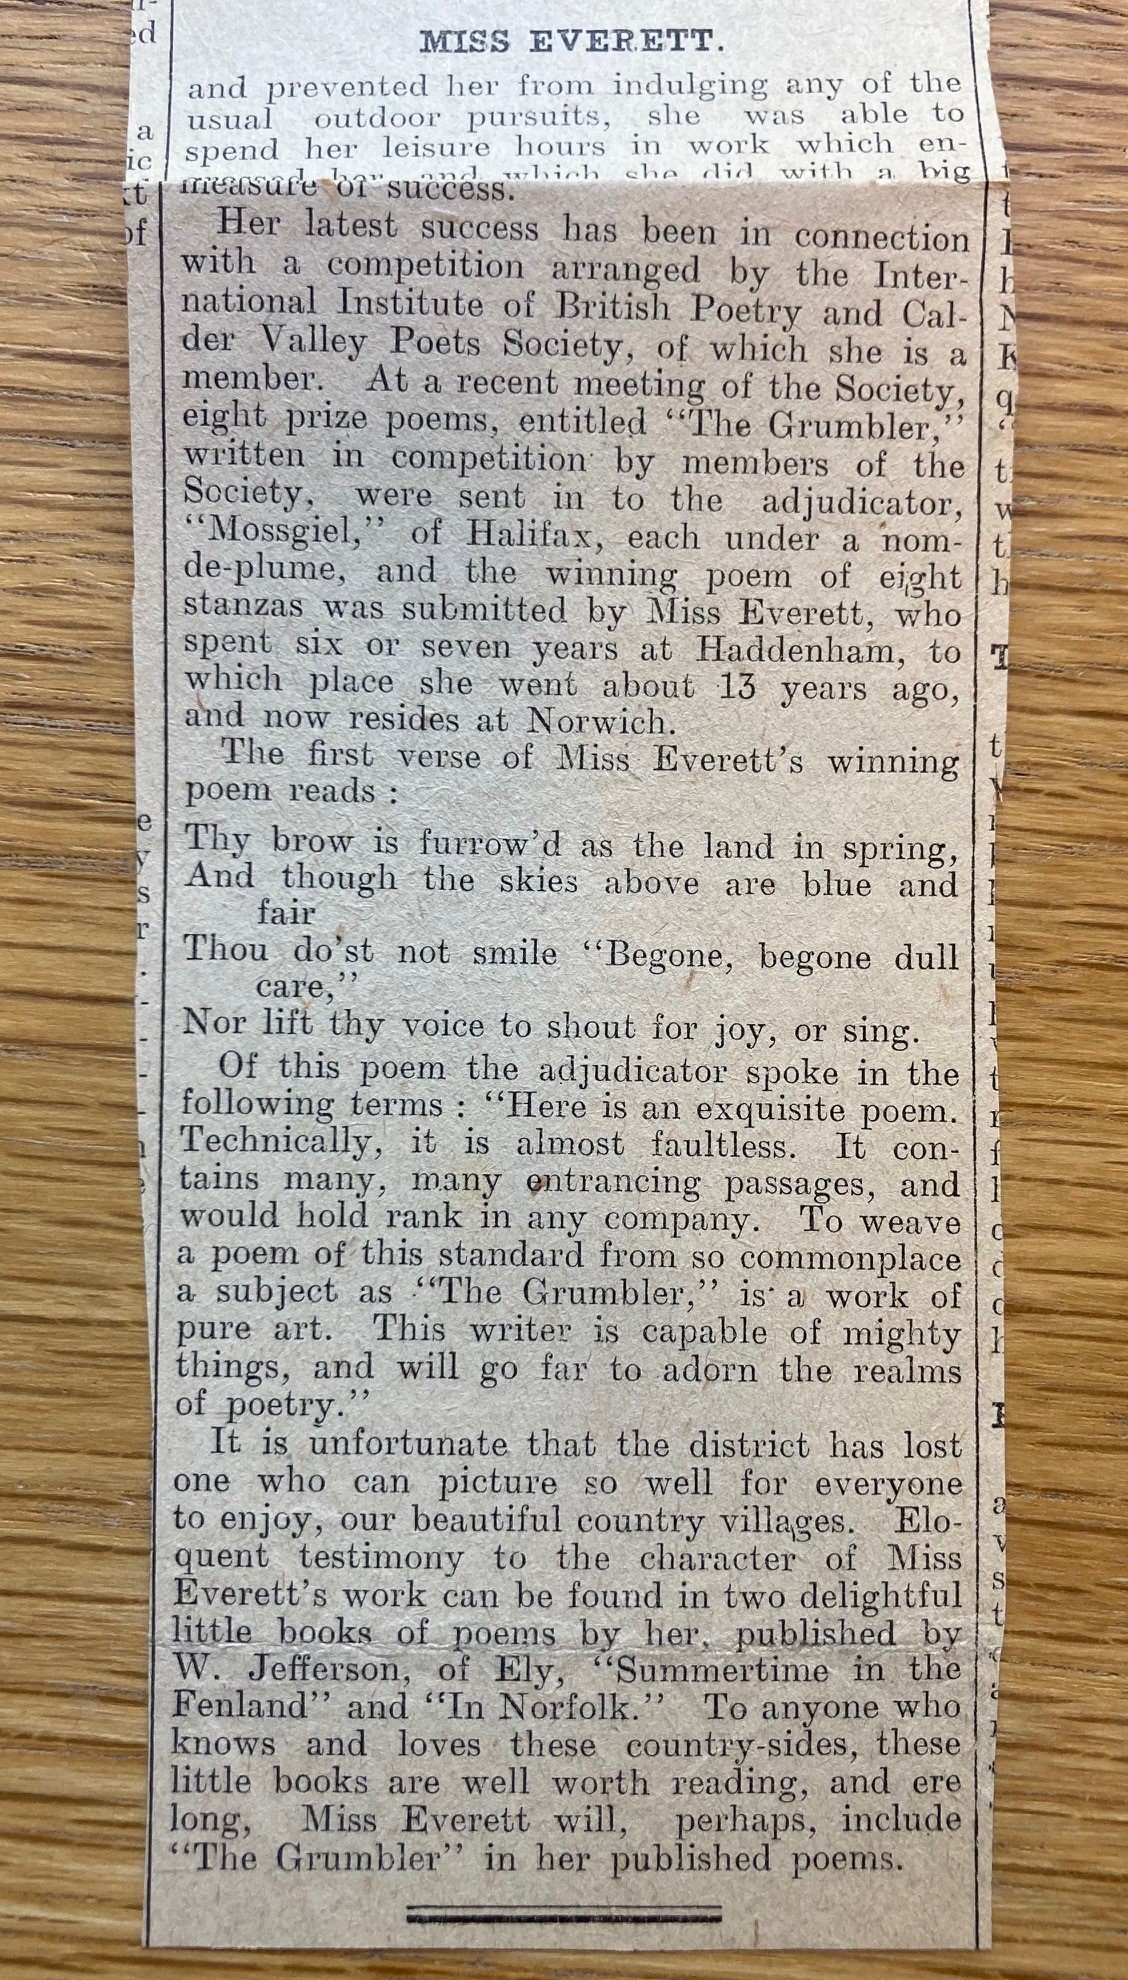 MISS EVERETT.
and prevented her from indulging any of the
usual outdoor pursuits, she was able to
spend her leisure hours in work which en-
her and which she did with a big
measure of success.
Her latest success has been in connection
with a competition arranged by the Inter-
national Institute of British Poetry and Cal-
der Valley Poets Society, of which she is a
member. At a recent meeting of the Society,
eight prize poems, entitled "The Grumbler,"
written in competition by members of the
Society, were sent in to the adjudicator,
"Mossgiel," of Halifax, each under a nom-
de-plume, and the winning poem of eight
stanzas was submitted by Miss Everett, who
spent six or seven years at Haddenham, to
which place she went about 13 years ago,
and now resides at Norwich.
The first verse of Miss Everett's winning
poem reads :
Thy brow is furrow'd as the land in spring,
And though the skies above are blue and
fair
Thou do'st not smile "Begone, begone dull
care,"
Nor lift thy voice to shout for joy, or sing.
Of this poem the adjudicator spoke in the
following terms : "Here is an exquisite poem.
Technically, it is almost faultless. It con-
tains many, many entrancing passages, and
would hold rank in any company. To weave
a poem of this standard from so commonplace
a subject as "The Grumbler," is a work of
pure art. This writer is capable of mighty
things, and will go far to adorn the realms
of poetry."
It is unfortunate that the district has lost
one who can picture so well for everyone
to enjoy, our beautiful country villages. Elo-
quent testimony to the character of Miss
Everett's work can be found in two delightful
little books of poems by her, published by
W. Jefferson, of Ely, "Summertime in the
Fenland" and "In Norfolk." To anyone who
knows and loves these country-sides, these
little books are well worth reading, and ere
long, Miss Everett will, perhaps, include
"The Grumbler" in her published poems.